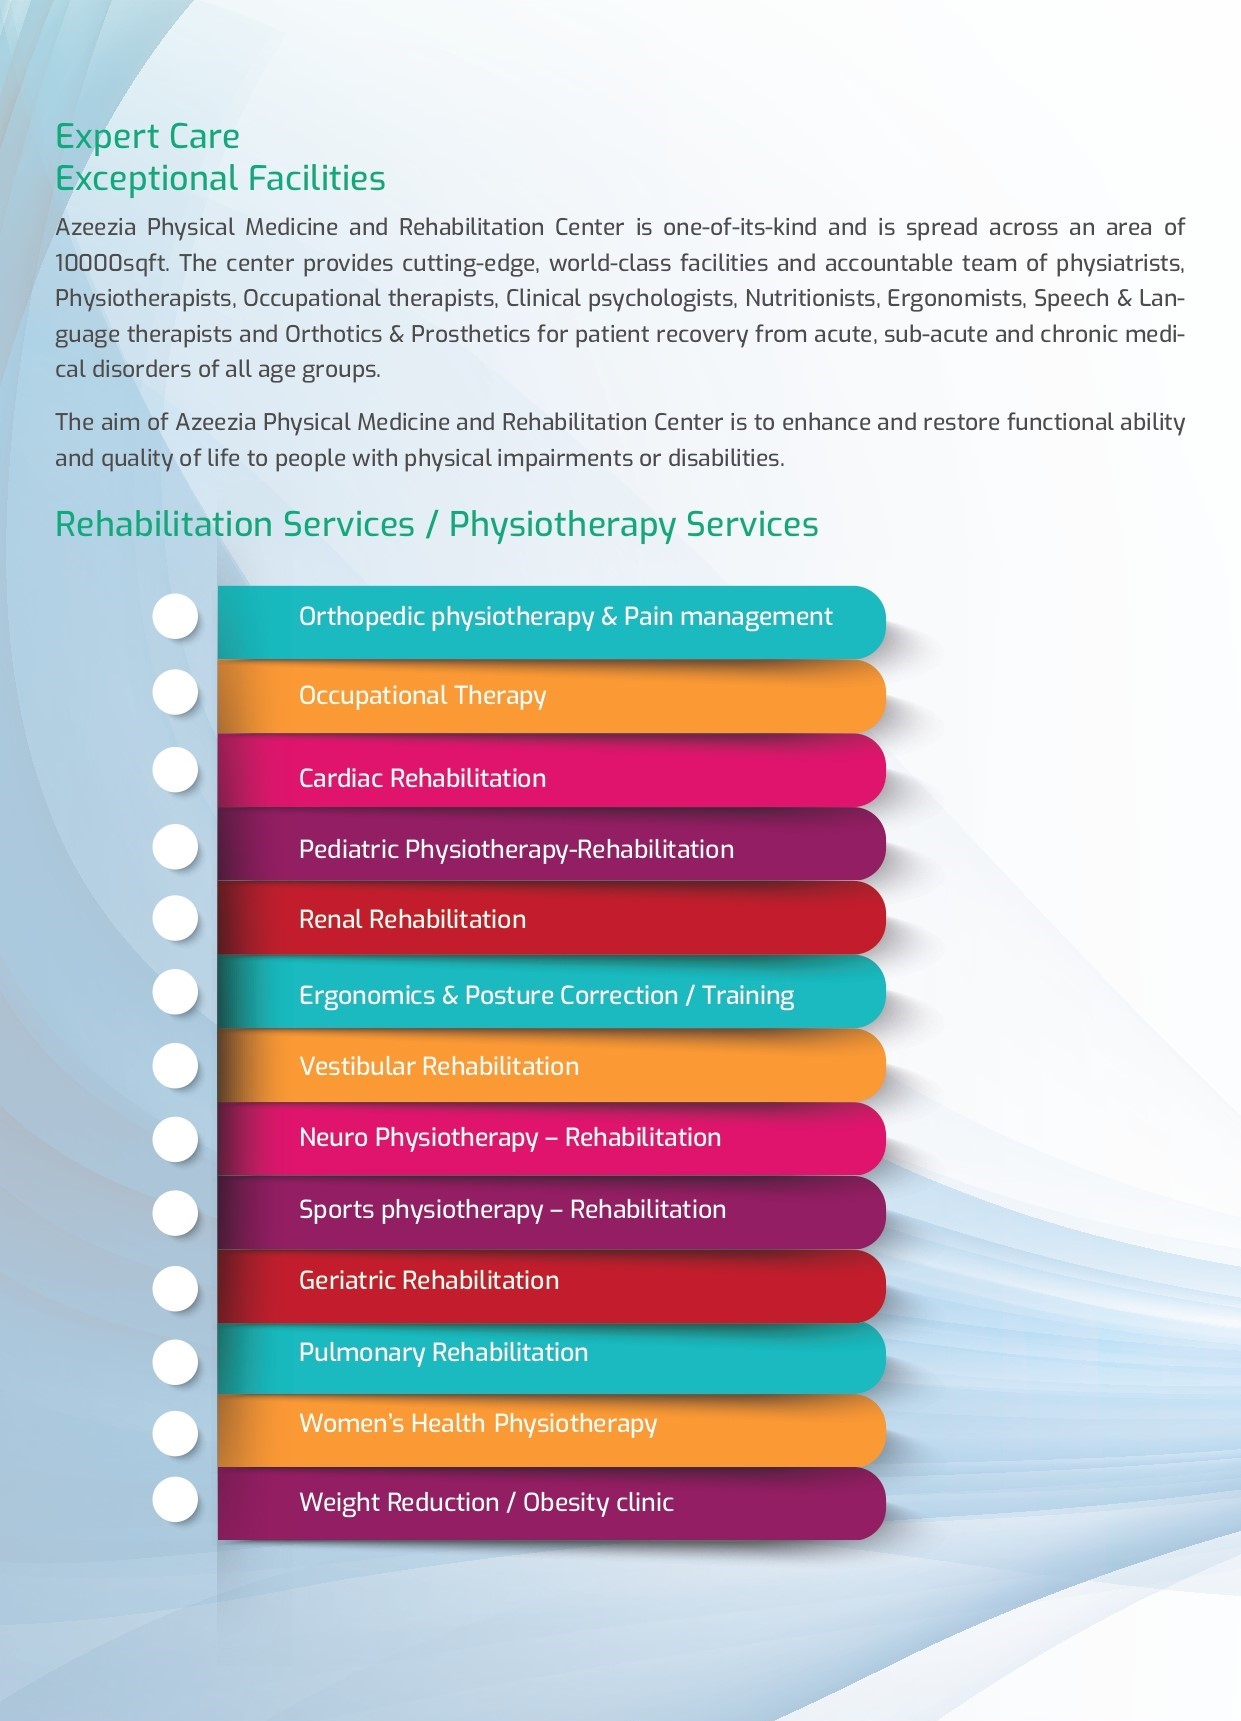 Expert Care
Exceptional Facilities
Azeezia Physical Medicine and Rehabilitation Center is one-of-its-kind and is spread across an area of
10000sqft. The center provides cutting-edge, world-class facilities and accountable team of physiatrists,
Physiotherapists, Occupational therapists, Clinical psychologists, Nutritionists, Ergonomists, Speech & Lan-
guage therapists and Orthotics & Prosthetics for patient recovery from acute, sub-acute and chronic medi-
cal disorders of all age groups.
The aim of Azeezia Physical Medicine and Rehabilitation Center is to enhance and restore functional ability
and quality of life to people with physical impairments or disabilities.
Rehabilitation Services / Physiotherapy Services
Orthopedic physiotherapy & Pain management
Occupational Therapy
Cardiac Rehabilitation
Pediatric Physiotherapy-Rehabilitation
Renal Rehabilitation
Ergonomics & Posture Correction / Training
Vestibular Rehabilitation
Neuro Physiotherapy – Rehabilitation
Sports physiotherapy – Rehabilitation
Geriatric Rehabilitation
Pulmonary Rehabilitation
Women’s Health Physiotherapy
Weight Reduction / Obesity clinic